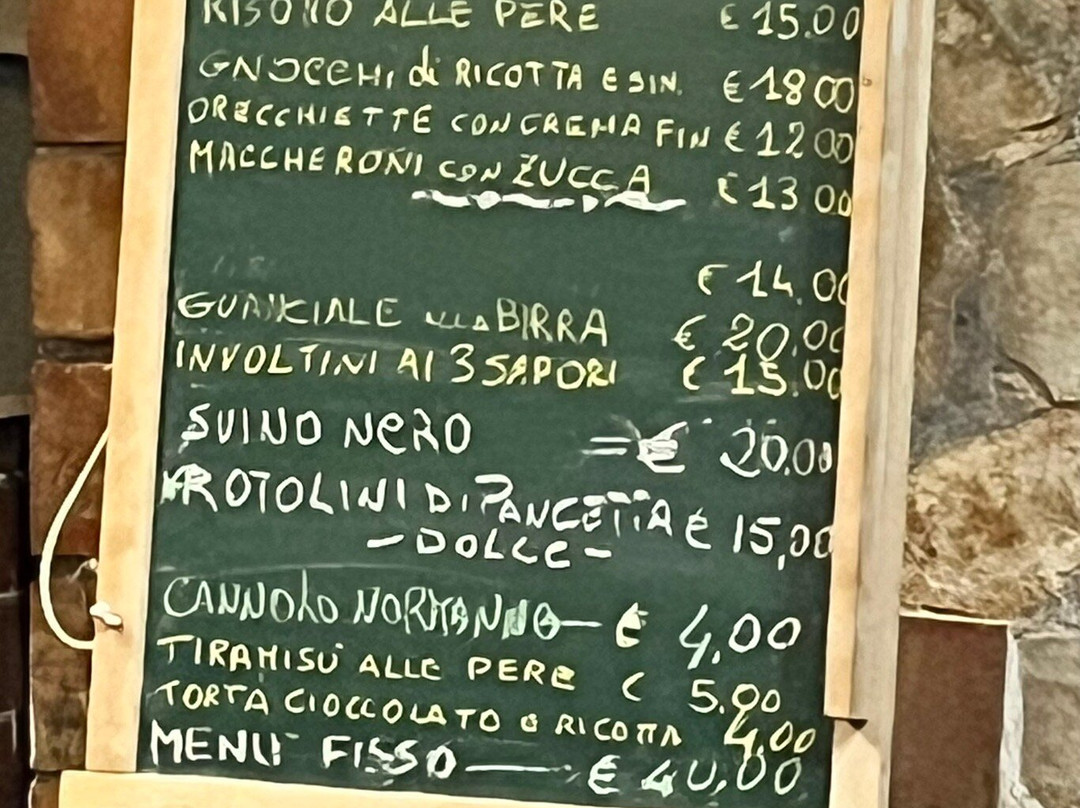 RISOTTO ALLE PERE € 15.00
GNOCCHI di RICOTTA E SIN. € 18 00
ORECCHIETTE CON CREMA FIN € 12 00
MACCHERONI CON ZUCCA € 13 00
€ 14.00
GUANCIALE ALLA BIRRA € 20.00
INVOLTINI AI 3 SAPORI € 15.00
SUINO NERO =€ 20.00
ROTOLINI DI PANCETTA € 15,00
- DOLCE -
CANNOLO NORMANNO — € 4,00
TIRAMISÙ ALLE PERE € 5.00
TORTA CIOCCOLATO e RICOTTA 4.00
MENÙ FISSO — € 40,00